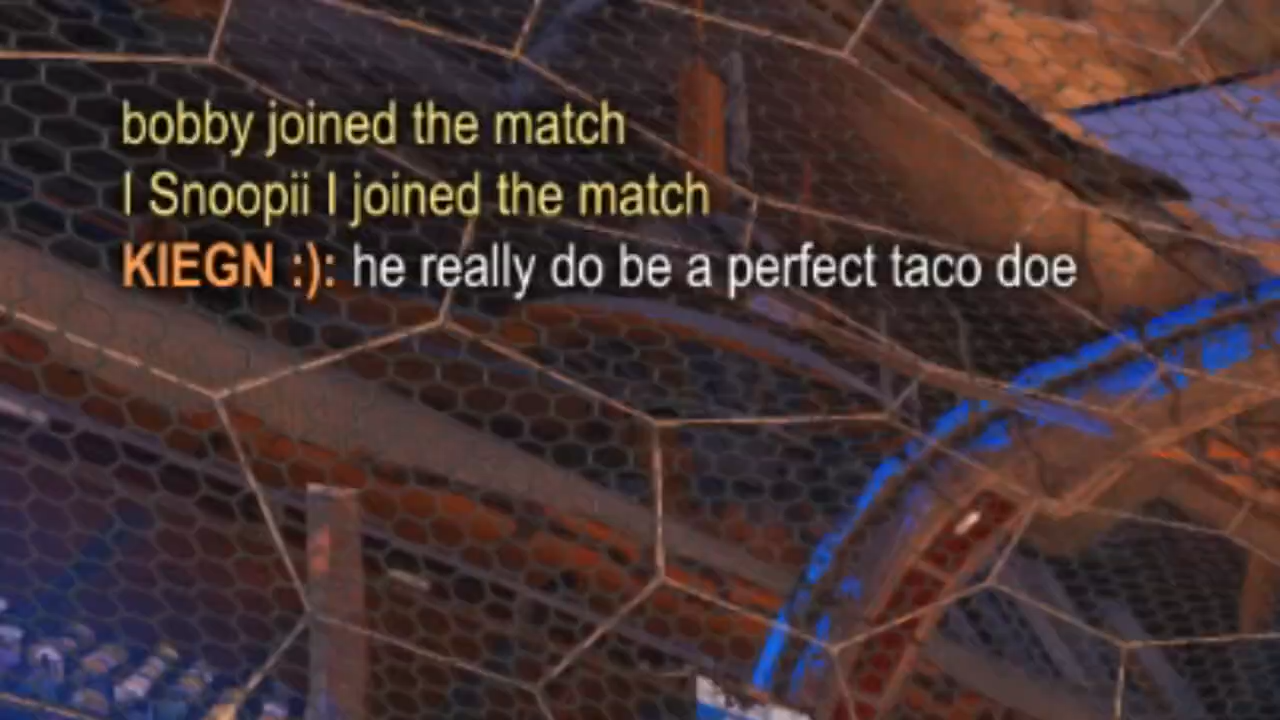 bobby joined the match
I Snoopii I joined the match
KIEGN :): he really do be a perfect taco doe